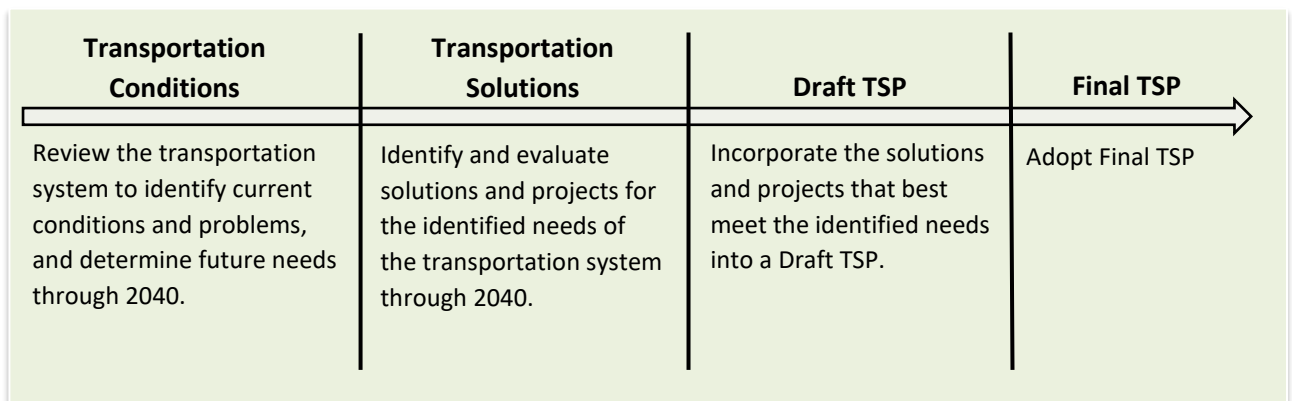 Transportation
Conditions
Review the transportation
system to identify current
conditions and problems,
and determine future needs
through 2040.
Transportation
Solutions
Identify and evaluate
solutions and projects for
the identified needs of
the transportation system
through 2040.
Draft TSP
Incorporate the solutions
and projects that best
meet the identified needs
into a Draft TSP.
Final TSP
Adopt Final TSP